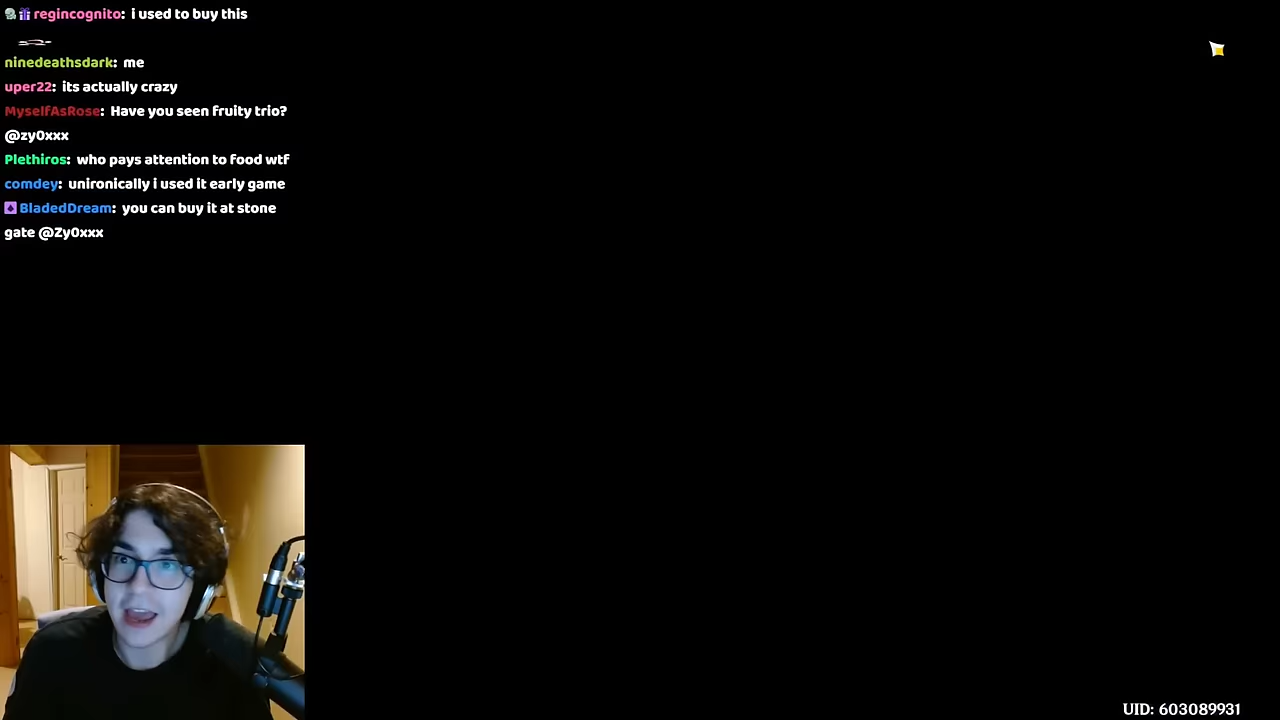 regincognito: i used to buy this
ninedeathsdark: me
uper22: its actually crazy
MyselfAsRose: Have you seen fruity trio?
@zy0xxx
Plethiros: who pays attention to food wtf
comdey: unironically i used it early game
BladedDream: you can buy it at stone
gate @Zy0xxx
UID: 603089931